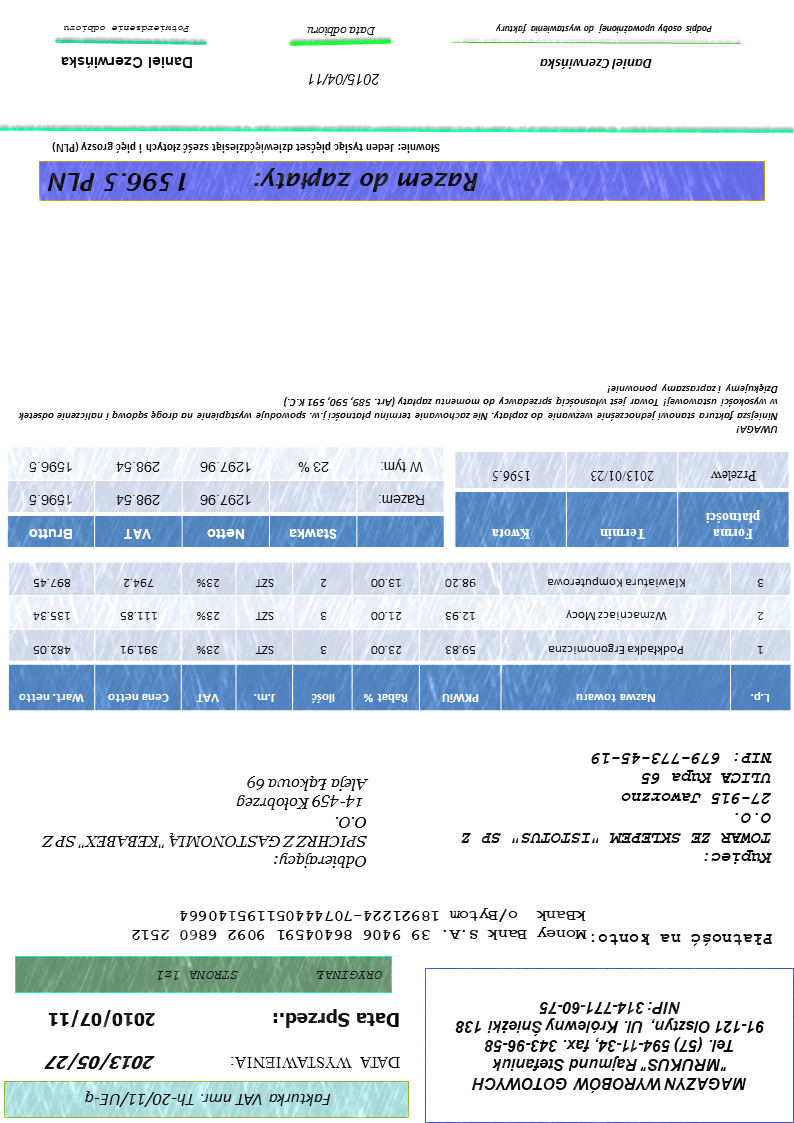 Fakturka VAT nmr. Th-20/11/UE-q
DATA WYSTAWIENIA: 2013/05/27
Data Sprzed.: 2010/07/11
ORYGINAŁ STRONA 1z1
MAGAZYN WYROBÓW GOTOWYCH
"MRUKUS" Rajmund Stefaniuk
Tel. (57) 594-11-34, fax. 343-96-58
91-121 Olsztyn, Ul. Królewny Śnieżki 138
NIP: 314-771-60-75
Płatność na konto: Money Bank S.A. 39 9406 86404591 9092 6860 2512
kBank o/Bytom 18921224-707444051195140664
Kupiec:
TOWAR ZE SKLEPEM "ISTOTUS" SP Z
O.O.
27-915 Jaworzno
ULICA Kupa 65
NIP: 679-773-45-19
Odbierający:
SPICHRZ Z GASTONOMIĄ "KEBABEX" SP Z
O.O.
14-459 Kołobrzeg
Aleja Łąkowa 69
L.p. Nazwa towaru PKWiU Rabat % Ilość J.m. VAT Cena netto Wart. netto
1 Podkładka Ergonomiczna 59.83 23.00 3 SZT 23% 391.91 482.05
2 Wzmacniacz Mocy 12.93 21.00 3 SZT 23% 111.85 135.34
3 Klawiatura Komputerowa 98.20 13.00 2 SZT 23% 794.2 897.45
Forma płatności Termin Kwota
Przelew 2013/01/23 1596.5
Stawka Netto VAT Brutto
Razem: 1297.96 298.54 1596.5
W tym: 23 % 1297.96 298.54 1596.5
UWAGA!
Niniejsza faktura stanowi jednocześnie wezwanie do zapłaty. Nie zachowanie terminu płatności j.w. spowoduje wystąpienie na drogę sądową i naliczenie odsetek
w wysokości ustawowej! Towar jest własnością sprzedawcy do momentu zapłaty (Art. 589, 590, 591 K.C.)
Dziękujemy i zapraszamy ponownie!
Razem do zapłaty: 1596.5 PLN
Słownie: Jeden tysiąc pięćset dziewięćdziesiąt sześć złotych i pięć groszy (PLN)
Daniel Czerwińska 2015/04/11 Daniel Czerwińska
Podpis osoby upoważnionej do wystawienia faktury Data odbioru Potwierdzenie odbioru